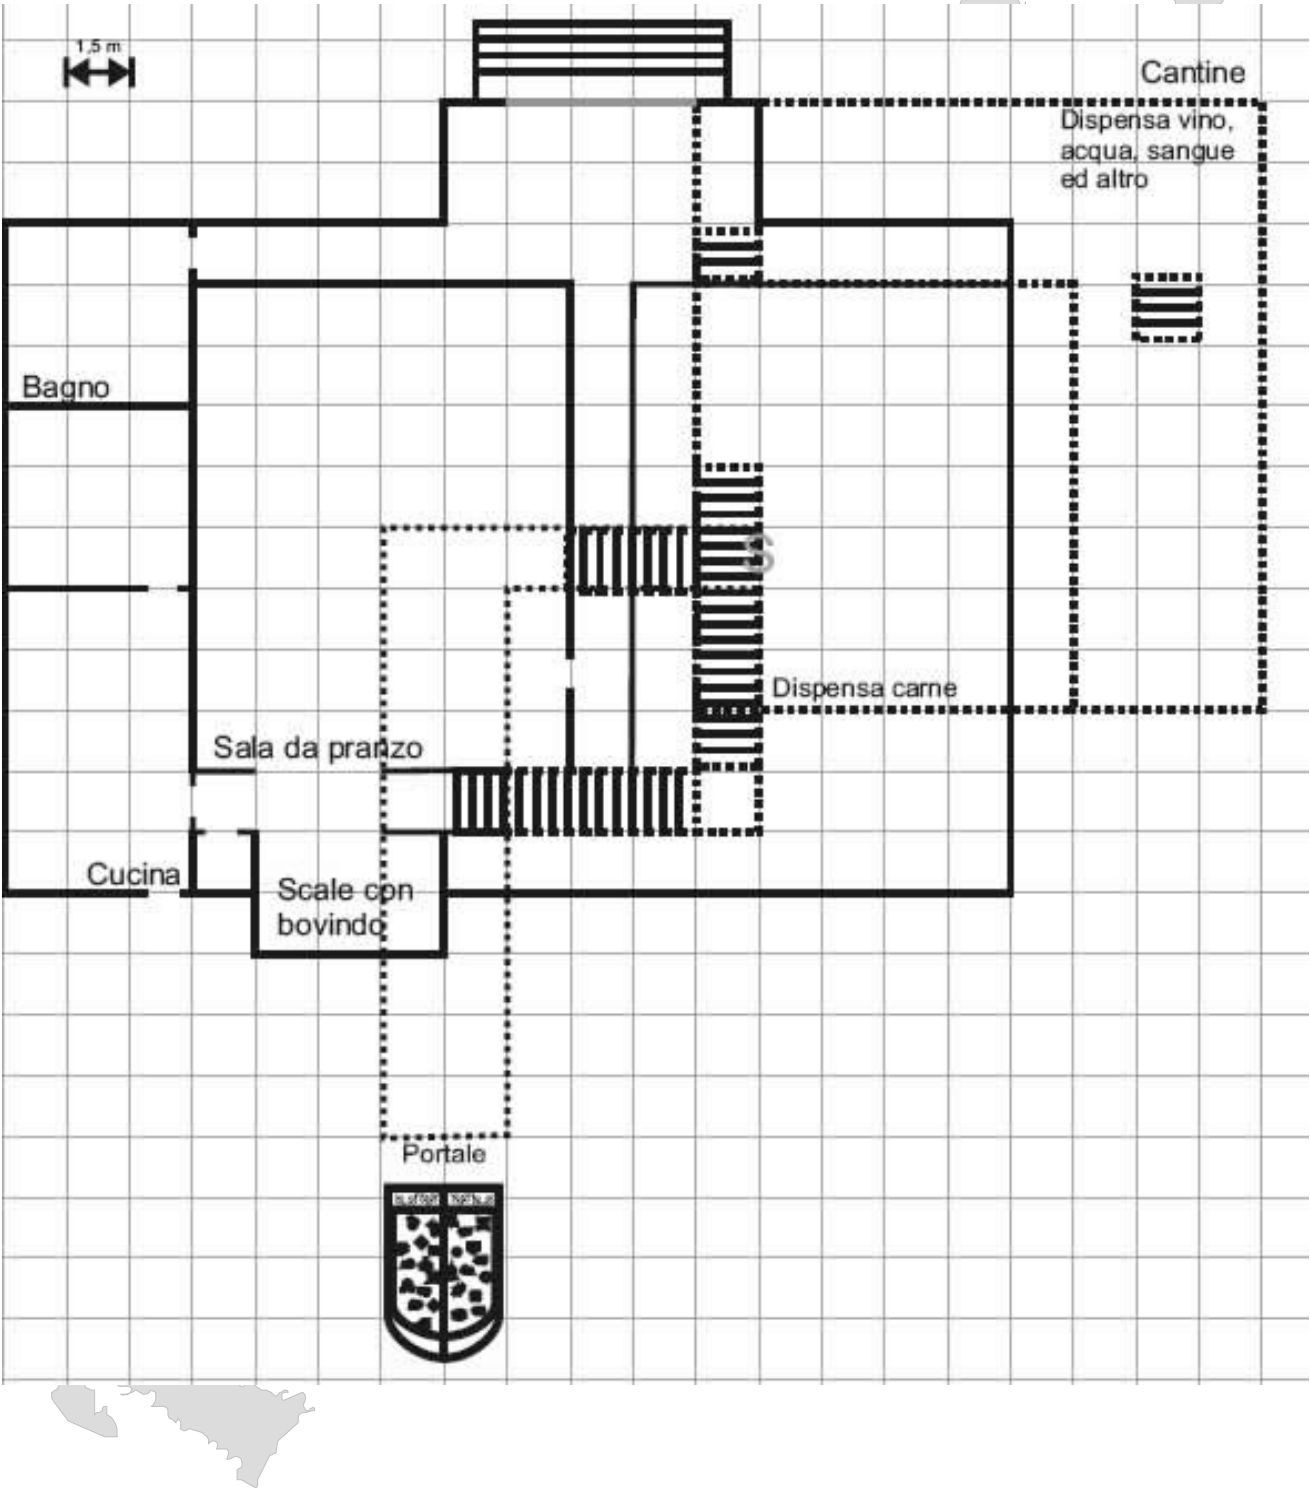 1,5 m
Cantine
Dispensa vino,
acqua, sangue
ed altro
Bagno
S
Dispensa carne
Sala da pranzo
Cucina
Scale con
bovindo
Portale